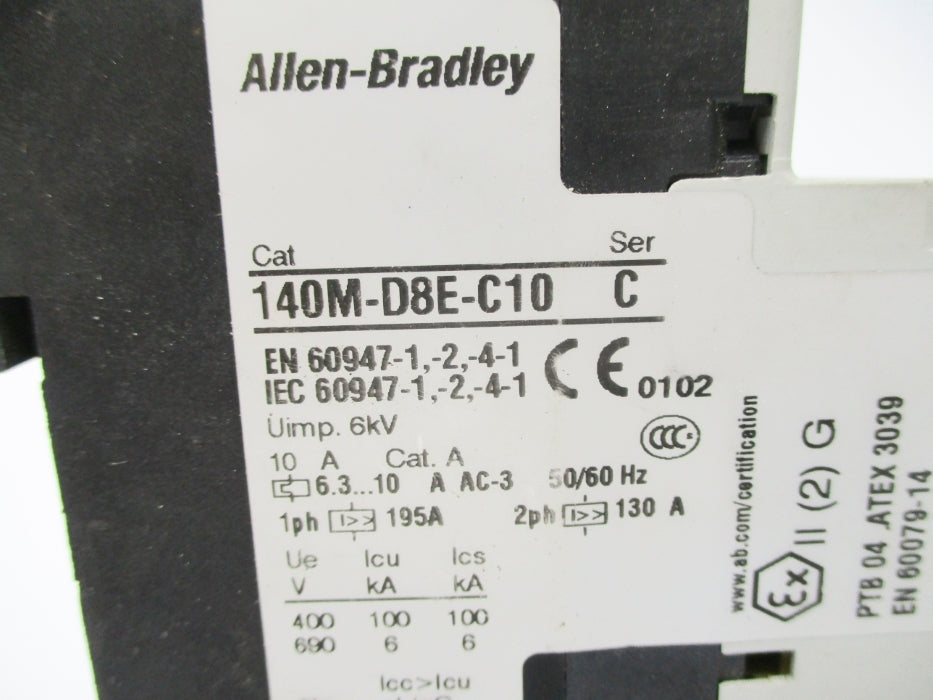 Allen-Bradley
Cat Ser
140M-D8E-C10 C
EN 60947-1,-2,-4-1
IEC 60947-1,-2,-4-1
CE 0102
Uimp. 6kV
CCC
10 A Cat. A
6.3...10 A AC-3 50/60 Hz
1ph I>> 195A 2ph I>> 130 A
Ue Icu Ics
V kA kA
400 100 100
690 6 6
Icc>Icu
www.ab.com/certification
Ex II (2) G
PTB 04 ATEX 3039
EN 60079-14